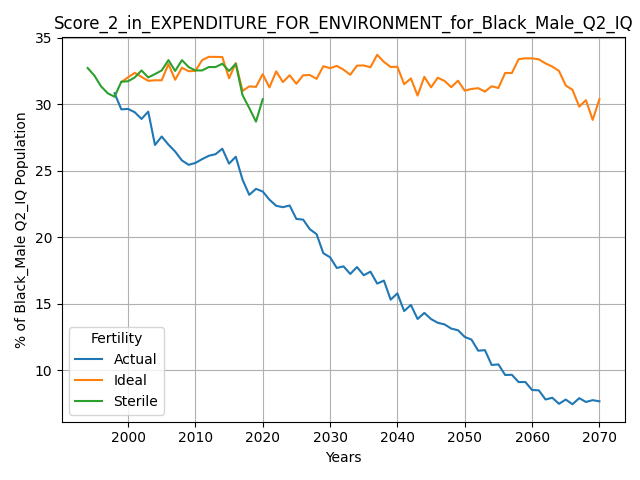 Score_2_in_EXPENDITURE_FOR_ENVIRONMENT_for_Black_Male_Q2_IQ
% of Black_Male Q2_IQ Population
35
30
25
20
15
10
Fertility
Actual
Ideal
Sterile
2000 2010 2020 2030 2040 2050 2060 2070
Years